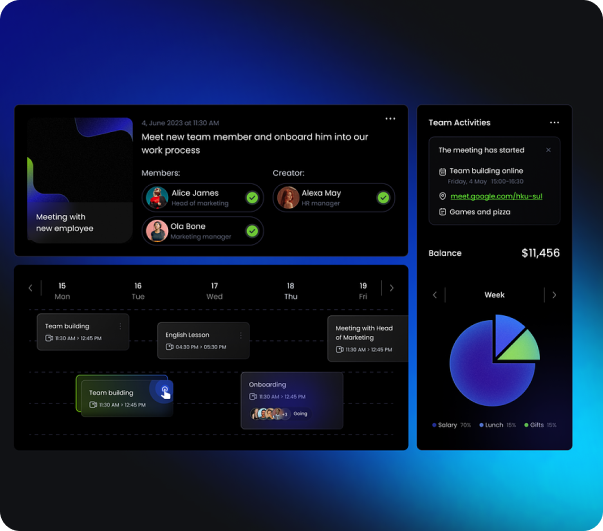 4, June 2023 at 11:30 AM
Meet new team member and onboard him into our
work process
Members:
Creator:
Alice James
Head of marketing
Alexa May
HR manager
Ola Bone
Marketing manager
Meeting with
new employee
15
Mon
16
Tue
17
Wed
18
Thu
19
Fri
Team building
11:30 AM > 12:45 PM
English Lesson
04:30 PM > 05:30 PM
Meeting with Head
of Marketing
11:30 AM > 12:45 PM
Team building
11:30 AM > 12:45 PM
Onboarding
11:30 AM > 12:45 PM
+3
Going
Team Activities
The meeting has started
Team building online
Friday, 4 May 15:00-16:30
meet.google.com/hku-sul
Games and pizza
Balance
$11,456
Week
Salary 70%
Lunch 15%
Gifts 15%